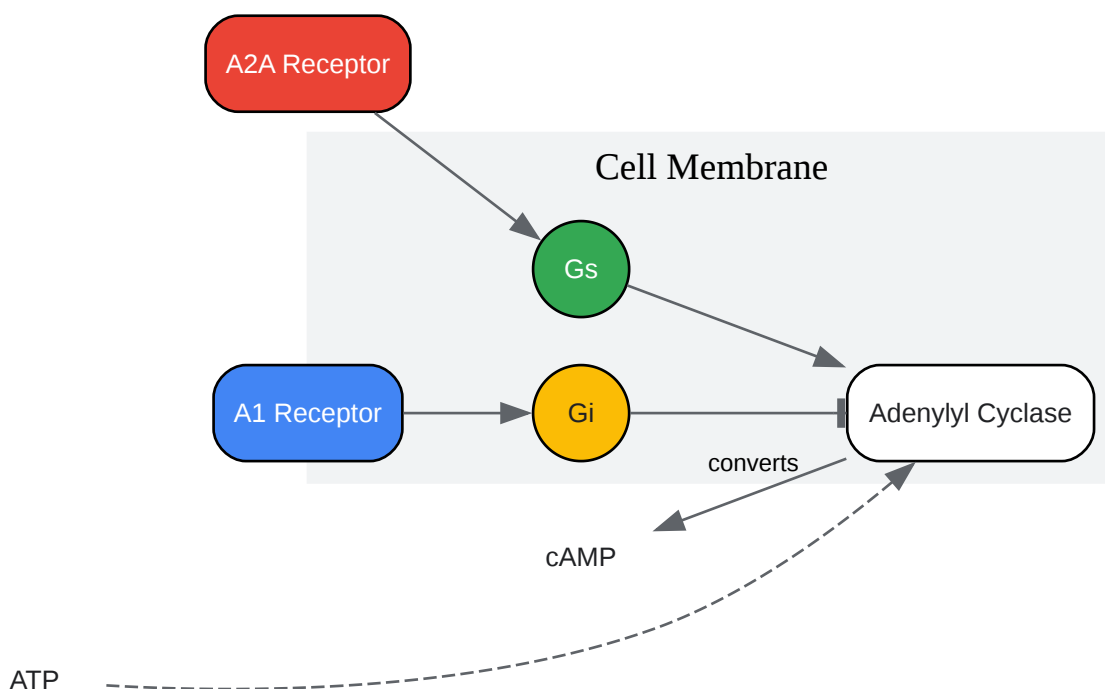 A2A Receptor
Cell Membrane
Gs
A1 Receptor
Gi
Adenylyl Cyclase
converts
cAMP
ATP